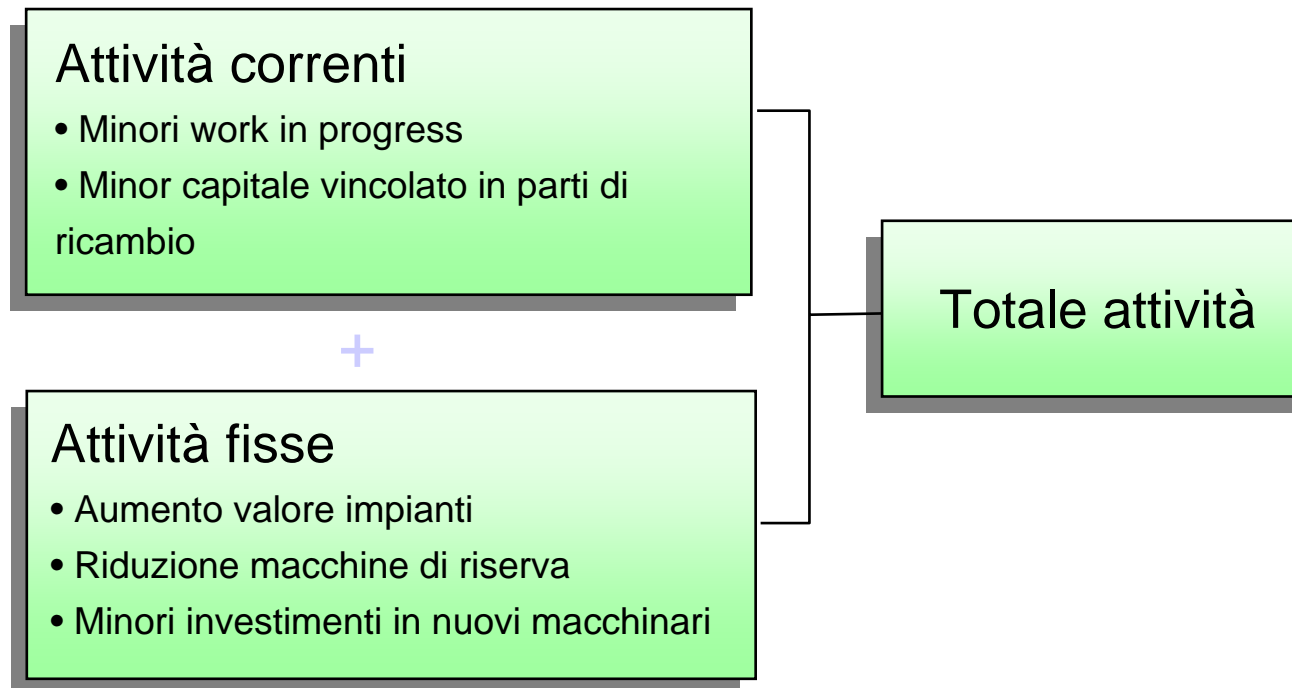 Attività correnti
• Minori work in progress
• Minor capitale vincolato in parti di
ricambio
+
Attività fisse
• Aumento valore impianti
• Riduzione macchine di riserva
• Minori investimenti in nuovi macchinari
Totale attività